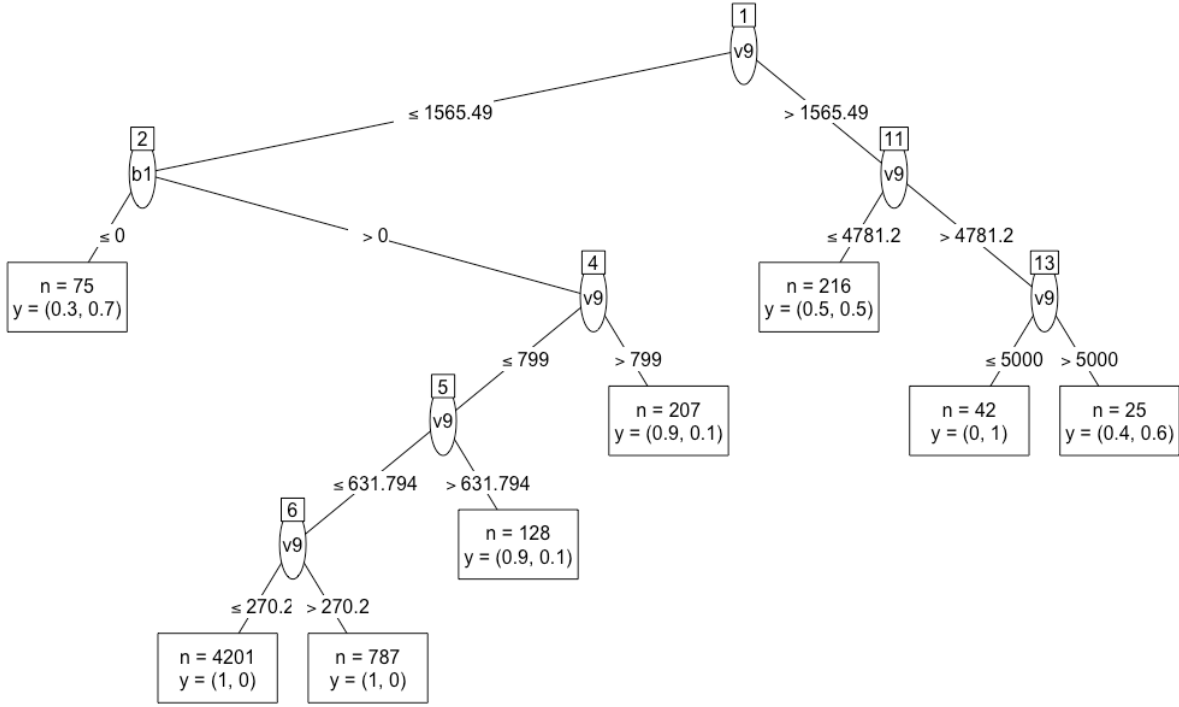 1
v9
≤ 1565.49
> 1565.49
2
b1
11
v9
≤ 0
> 0
≤ 4781.2
> 4781.2
n = 75
y = (0.3, 0.7)
4
v9
n = 216
y = (0.5, 0.5)
13
v9
≤ 799
> 799
≤ 5000
> 5000
5
v9
n = 207
y = (0.9, 0.1)
n = 42
y = (0, 1)
n = 25
y = (0.4, 0.6)
≤ 631.794
> 631.794
6
v9
n = 128
y = (0.9, 0.1)
≤ 270.2
> 270.2
n = 4201
y = (1, 0)
n = 787
y = (1, 0)